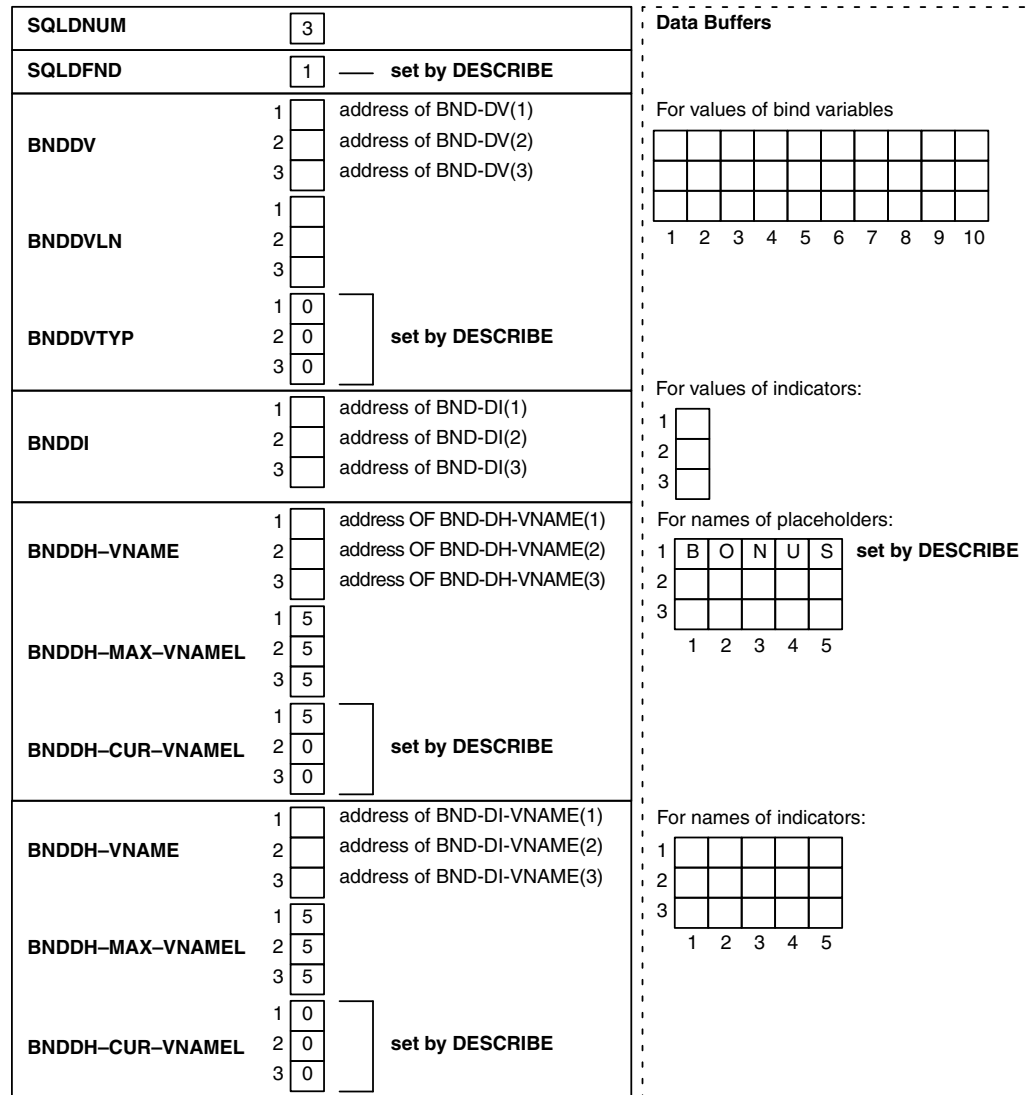 SQLDNUM 3
SQLDFND 1 set by DESCRIBE
BNDDV
1 address of BND-DV(1)
2 address of BND-DV(2)
3 address of BND-DV(3)
BNDDVLN
1
2
3
BNDDVTYP
1 0
2 0 set by DESCRIBE
3 0
BNDDI
1 address of BND-DI(1)
2 address of BND-DI(2)
3 address of BND-DI(3)
BNDDH–VNAME
1 address OF BND-DH-VNAME(1)
2 address OF BND-DH-VNAME(2)
3 address OF BND-DH-VNAME(3)
BNDDH–MAX–VNAMEL
1 5
2 5
3 5
BNDDH–CUR–VNAMEL
1 5
2 0 set by DESCRIBE
3 0
BNDDH–VNAME
1 address of BND-DI-VNAME(1)
2 address of BND-DI-VNAME(2)
3 address of BND-DI-VNAME(3)
BNDDH–MAX–VNAMEL
1 5
2 5
3 5
BNDDH–CUR–VNAMEL
1 0
2 0 set by DESCRIBE
3 0
Data Buffers
For values of bind variables
1 2 3 4 5 6 7 8 9 10
For values of indicators:
1
2
3
For names of placeholders:
1 B O N U S set by DESCRIBE
2
3
1 2 3 4 5
For names of indicators:
1
2
3
1 2 3 4 5